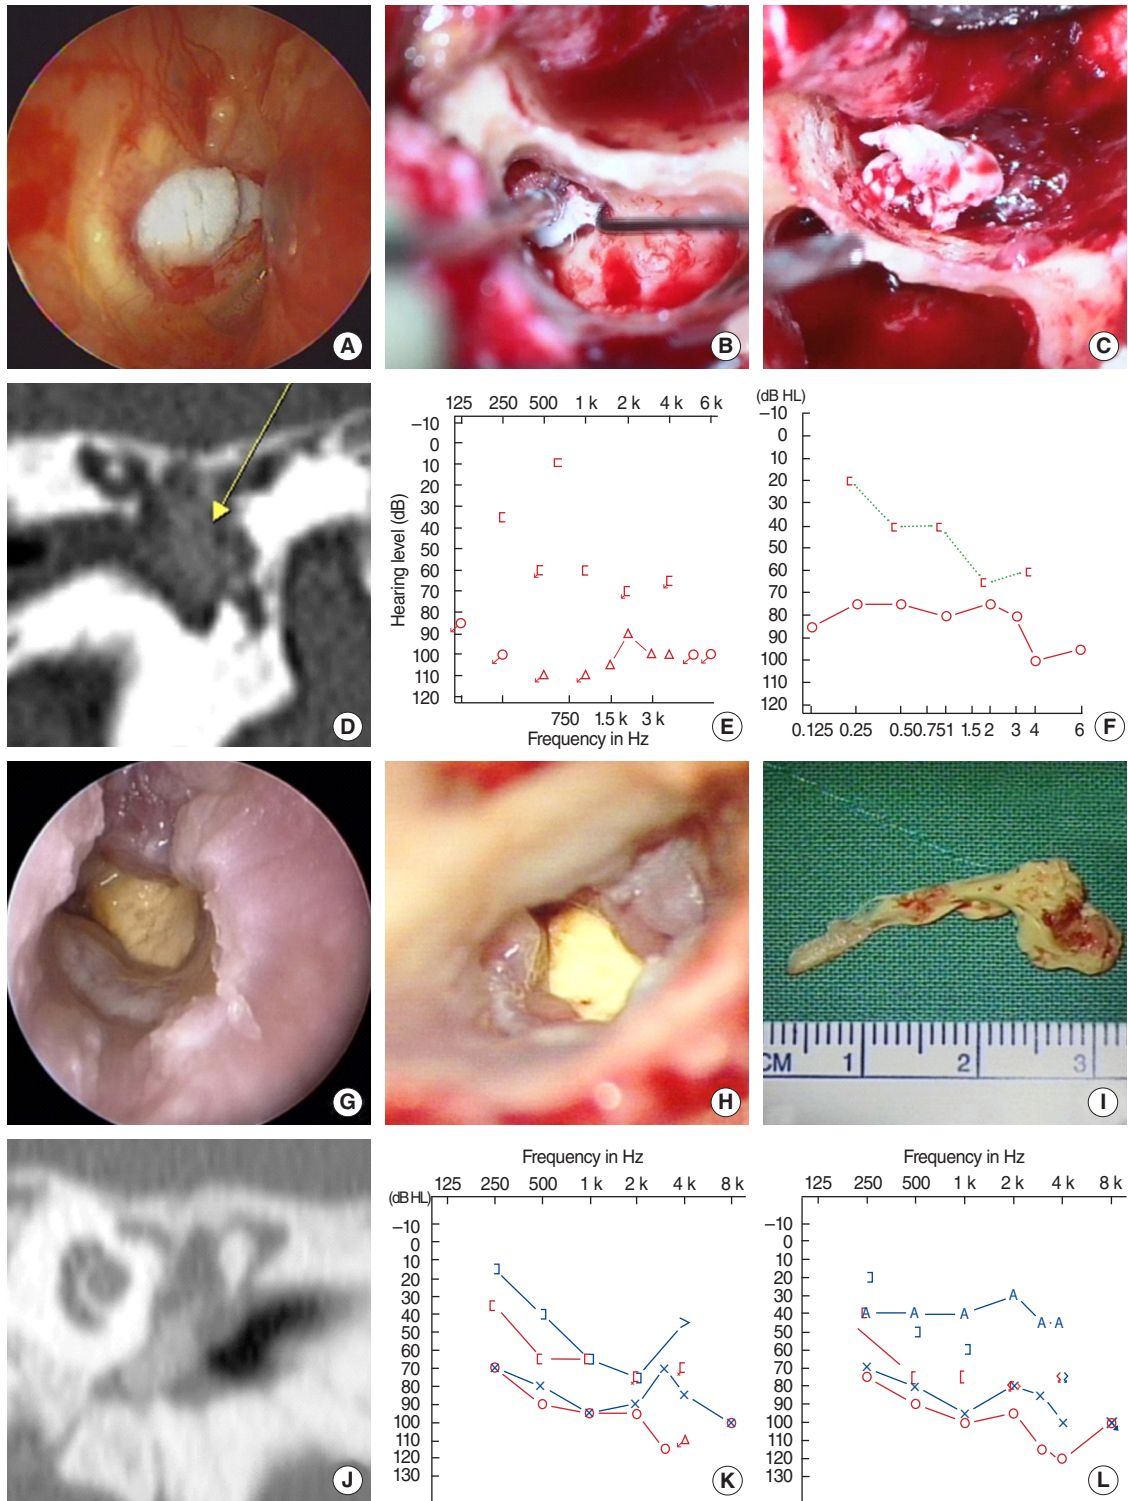 A
B
C
D
125 250 500 1 k 2 k 4 k 6 k
–10
0
10
20
30
40
50
60
70
80
90
100
110
120
Hearing level (dB)
750 1.5 k 3 k
Frequency in Hz
E
(dB HL)
–10
0
10
20
30
40
50
60
70
80
90
100
110
120
0.125 0.25 0.50.751 1.5 2 3 4 6
F
G
H
CM 1 2 3
I
J
Frequency in Hz
(dB HL) 125 250 500 1 k 2 k 4 k 8 k
–10
0
10
20
30
40
50
60
70
80
90
100
110
120
130
K
Frequency in Hz
125 250 500 1 k 2 k 4 k 8 k
–10
0
10
20
30
40
50
60
70
80
90
100
110
120
130
A A A A A A
L